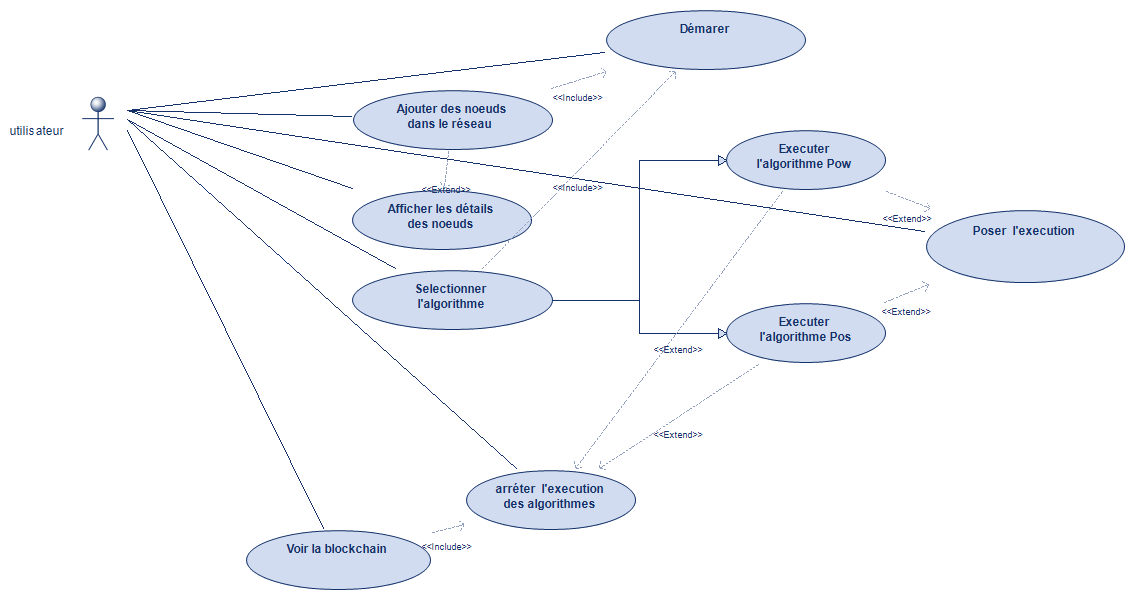 Démarer
<<Include>>
Ajouter des noeuds
dans le réseau
utilisateur
Executer
l'algorithme Pow
<<Extend>>
<<Include>>
Afficher les détails
des noeuds
<<Extend>>
Poser l'execution
Selectionner
l'algorithme
<<Extend>>
Executer
l'algorithme Pos
<<Extend>>
<<Extend>>
arréter l'execution
des algorithmes
Voir la blockchain
<<Include>>